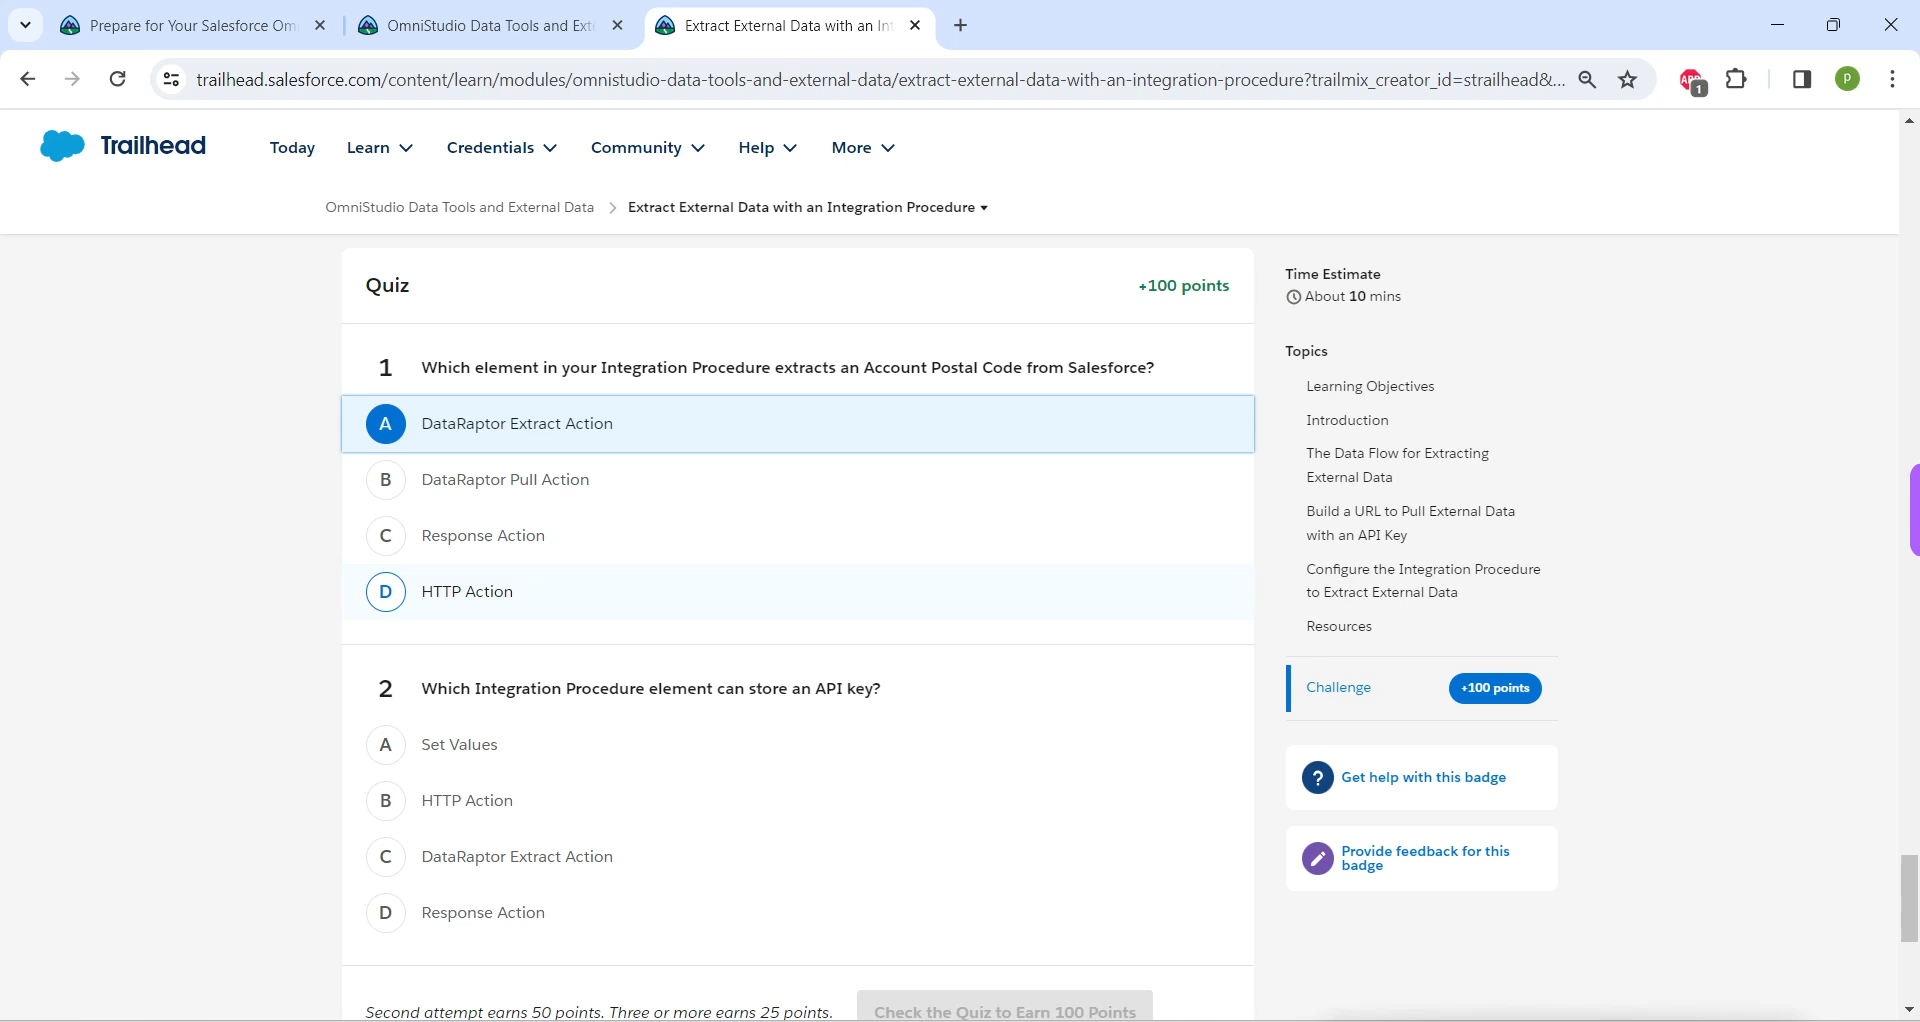 Prepare for Your Salesforce Om
OmniStudio Data Tools and Ext
Extract External Data with an In
trailhead.salesforce.com/content/learn/modules/omnistudio-data-tools-and-external-data/extract-external-data-with-an-integration-procedure?trailmix_creator_id=strailhead&...
ABP
1
P
Trailhead
Today
Learn
Credentials
Community
Help
More
OmniStudio Data Tools and External Data
Extract External Data with an Integration Procedure
Quiz
+100 points
1 Which element in your Integration Procedure extracts an Account Postal Code from Salesforce?
A DataRaptor Extract Action
B DataRaptor Pull Action
C Response Action
D HTTP Action
2 Which Integration Procedure element can store an API key?
A Set Values
B HTTP Action
C DataRaptor Extract Action
D Response Action
Second attempt earns 50 points. Three or more earns 25 points.
Check the Quiz to Earn 100 Points
Time Estimate
About 10 mins
Topics
Learning Objectives
Introduction
The Data Flow for Extracting
External Data
Build a URL to Pull External Data
with an API Key
Configure the Integration Procedure
to Extract External Data
Resources
Challenge
+100 points
? Get help with this badge
Provide feedback for this
badge